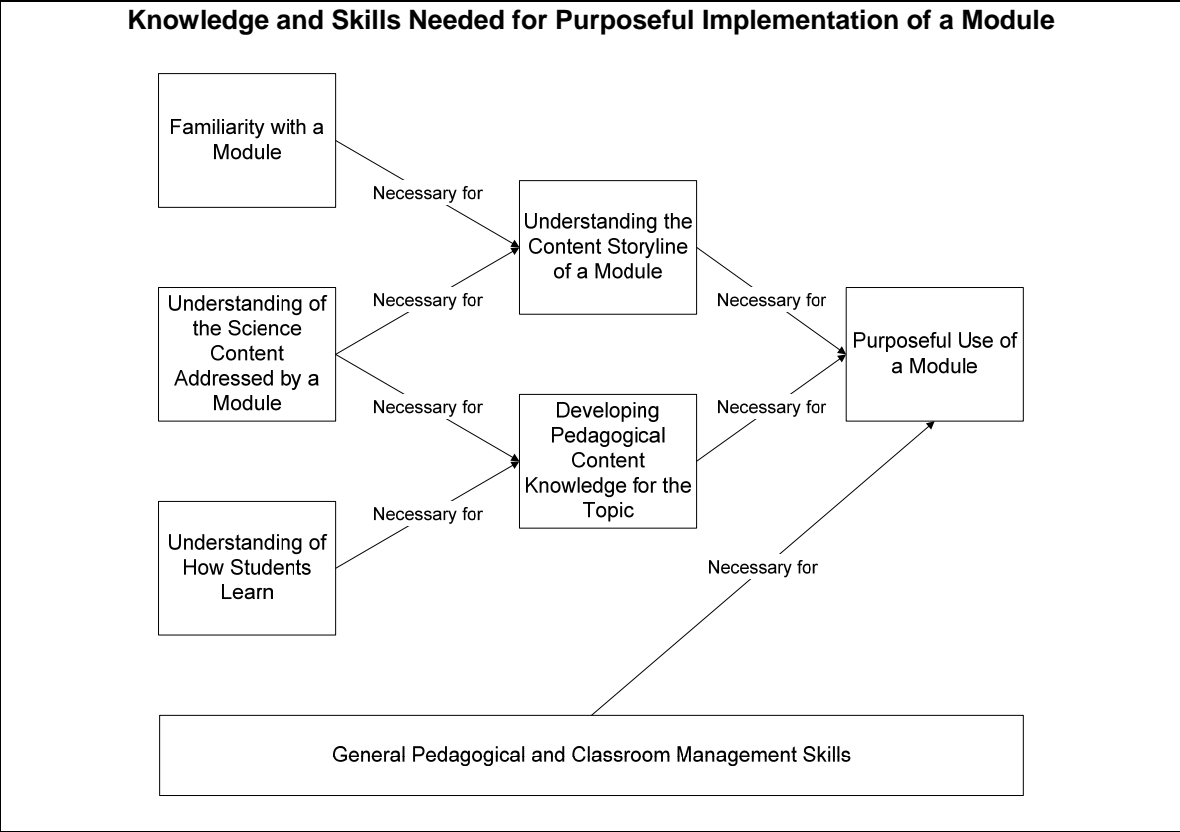 Knowledge and Skills Needed for Purposeful Implementation of a Module
Familiarity with a
Module
Necessary for
Understanding the
Content Storyline
of a Module
Understanding of
the Science
Content
Addressed by a
Module
Necessary for
Necessary for
Purposeful Use of
a Module
Necessary for
Necessary for
Developing
Pedagogical
Content
Knowledge for the
Topic
Understanding of
How Students
Learn
Necessary for
Necessary for
General Pedagogical and Classroom Management Skills